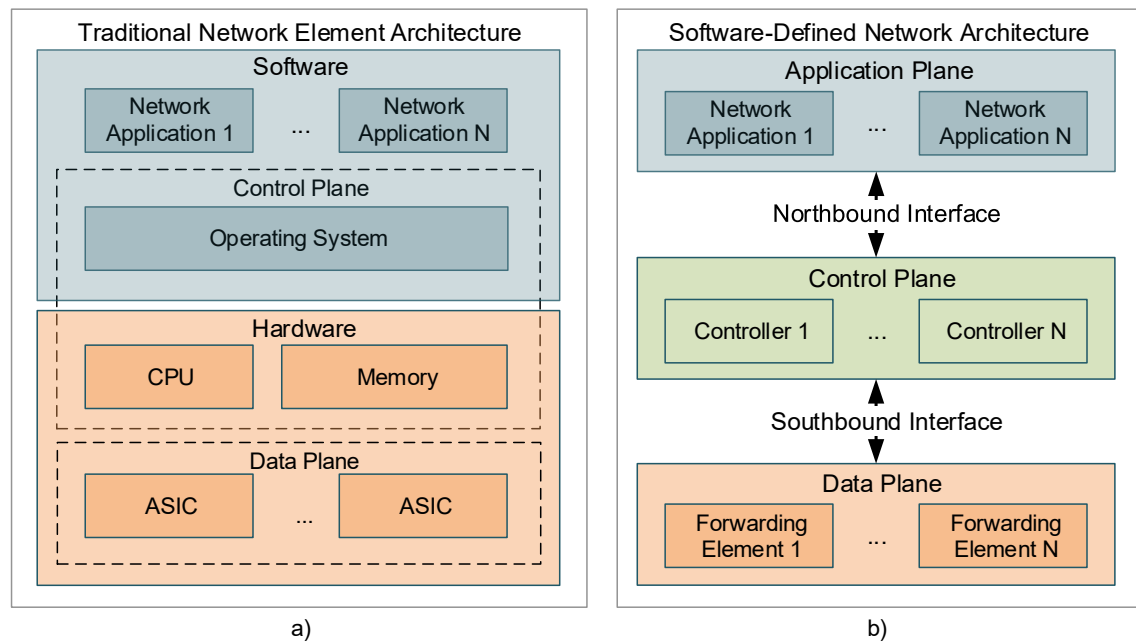 Traditional Network Element Architecture
Software
Network
Application 1
...
Network
Application N
Control Plane
Operating System
Hardware
CPU
Memory
Data Plane
ASIC
...
ASIC
a)
Software-Defined Network Architecture
Application Plane
Network
Application 1
...
Network
Application N
Northbound Interface
Control Plane
Controller 1
...
Controller N
Southbound Interface
Data Plane
Forwarding
Element 1
...
Forwarding
Element N
b)